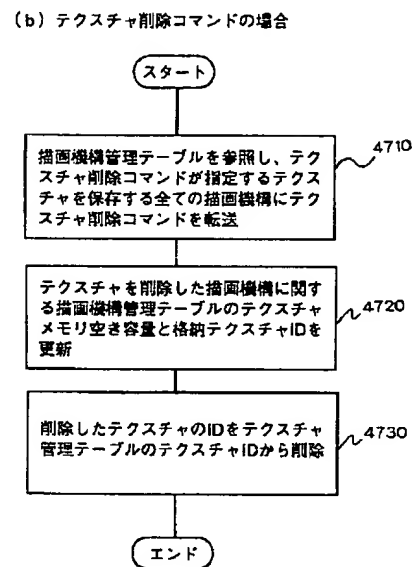 (b) テクスチャ削除コマンドの場合
スタート
描画機構管理テーブルを参照し、テク
スチャ削除コマンドが指定するテクス
チャを保存する全ての描画機構にテク
スチャ削除コマンドを転送
4710
テクスチャを削除した描画機構に関す
る描画機構管理テーブルのテクスチャ
メモリ空き容量と格納テクスチャIDを
更新
4720
削除したテクスチャのIDをテクスチャ
管理テーブルのテクスチャIDから削除
4730
エンド